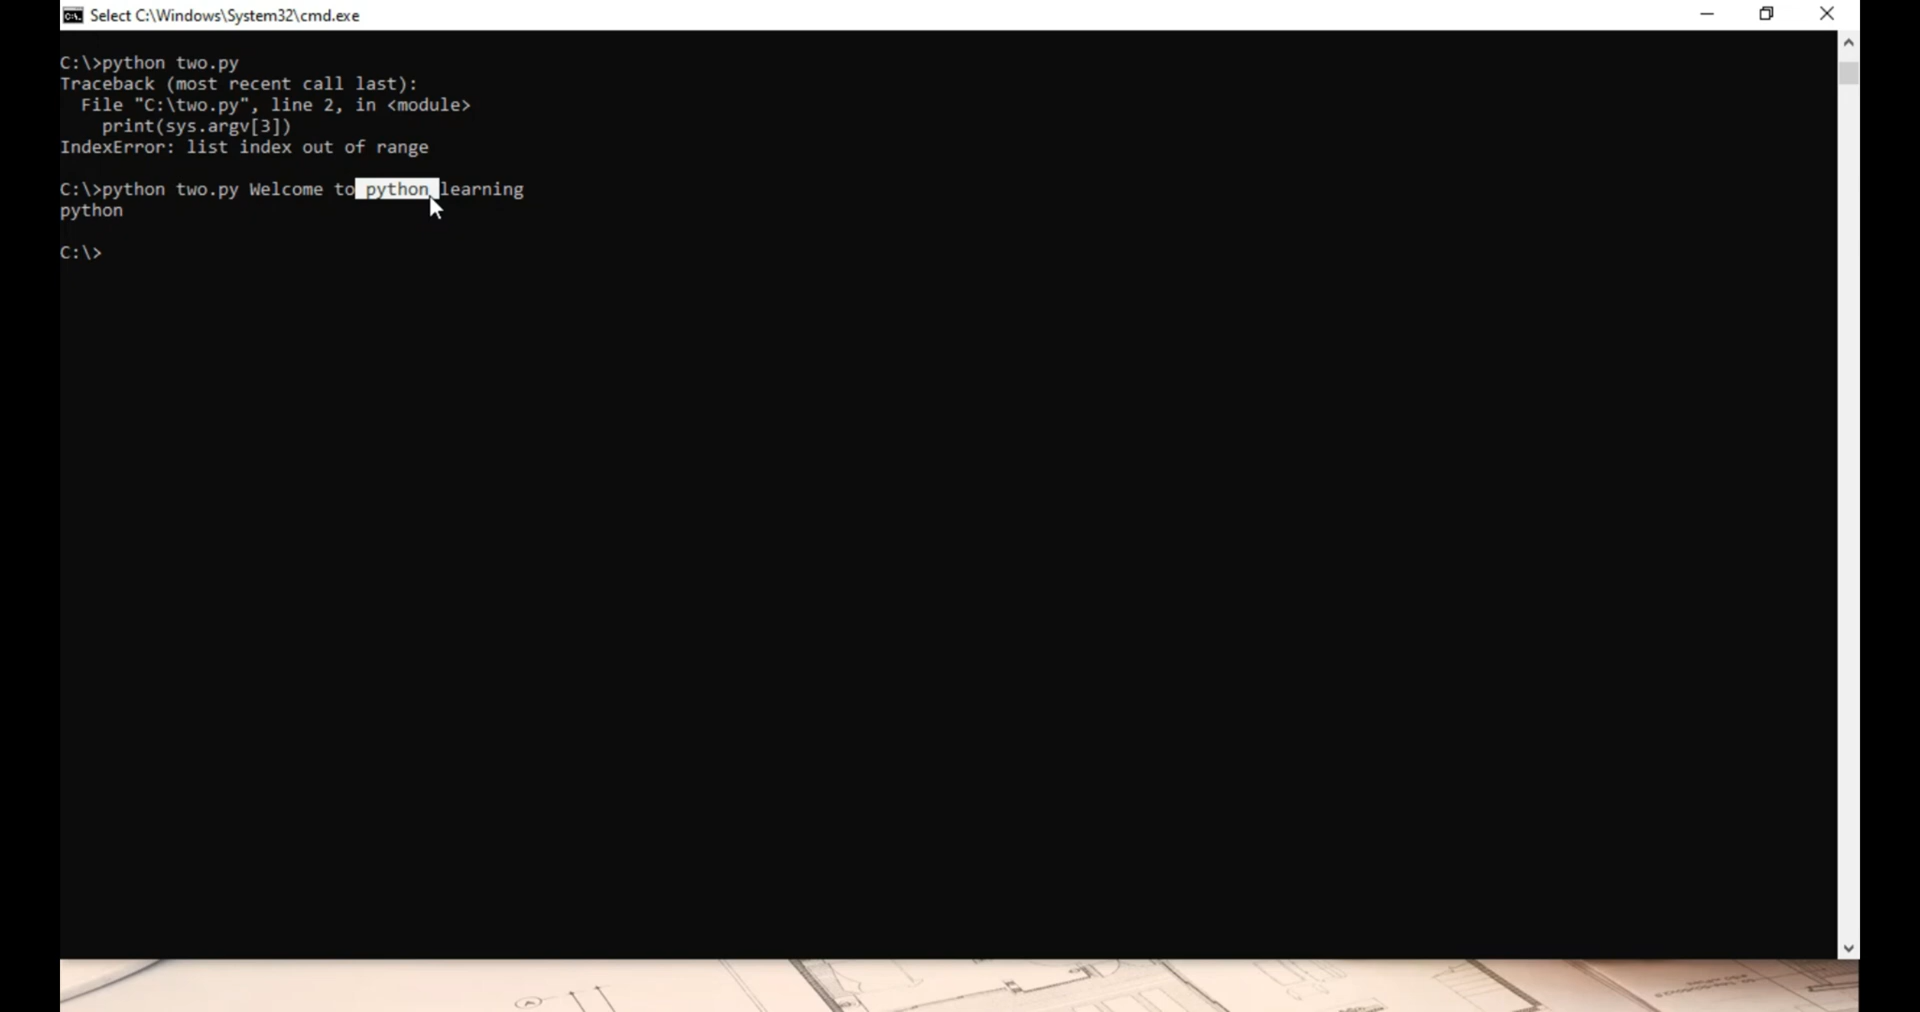 Select C:\Windows\System32\cmd.exe
C:\>python two.py
Traceback (most recent call last):
  File "C:\two.py", line 2, in <module>
    print(sys.argv[3])
IndexError: list index out of range
C:\>python two.py Welcome to python learning
python
C:\>